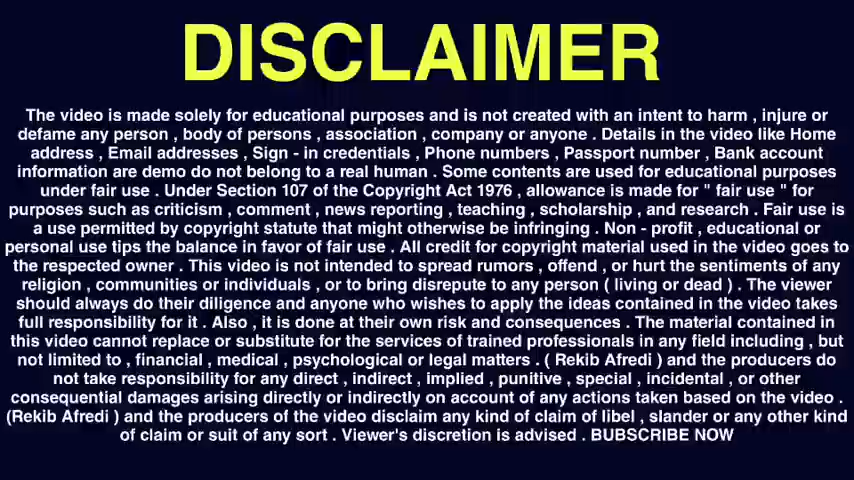 DISCLAIMER
The video is made solely for educational purposes and is not created with an intent to harm , injure or
defame any person , body of persons , association , company or anyone . Details in the video like Home
address , Email addresses , Sign - in credentials , Phone numbers , Passport number , Bank account
information are demo do not belong to a real human . Some contents are used for educational purposes
under fair use . Under Section 107 of the Copyright Act 1976 , allowance is made for " fair use " for
purposes such as criticism , comment , news reporting , teaching , scholarship , and research . Fair use is
a use permitted by copyright statute that might otherwise be infringing . Non - profit , educational or
personal use tips the balance in favor of fair use . All credit for copyright material used in the video goes to
the respected owner . This video is not intended to spread rumors , offend , or hurt the sentiments of any
religion , communities or individuals , or to bring disrepute to any person ( living or dead ) . The viewer
should always do their diligence and anyone who wishes to apply the ideas contained in the video takes
full responsibility for it . Also , it is done at their own risk and consequences . The material contained in
this video cannot replace or substitute for the services of trained professionals in any field including , but
not limited to , financial , medical , psychological or legal matters . ( Rekib Afredi ) and the producers do
not take responsibility for any direct , indirect , implied , punitive , special , incidental , or other
consequential damages arising directly or indirectly on account of any actions taken based on the video .
(Rekib Afredi ) and the producers of the video disclaim any kind of claim of libel , slander or any other kind
of claim or suit of any sort . Viewer's discretion is advised . BUBSCRIBE NOW